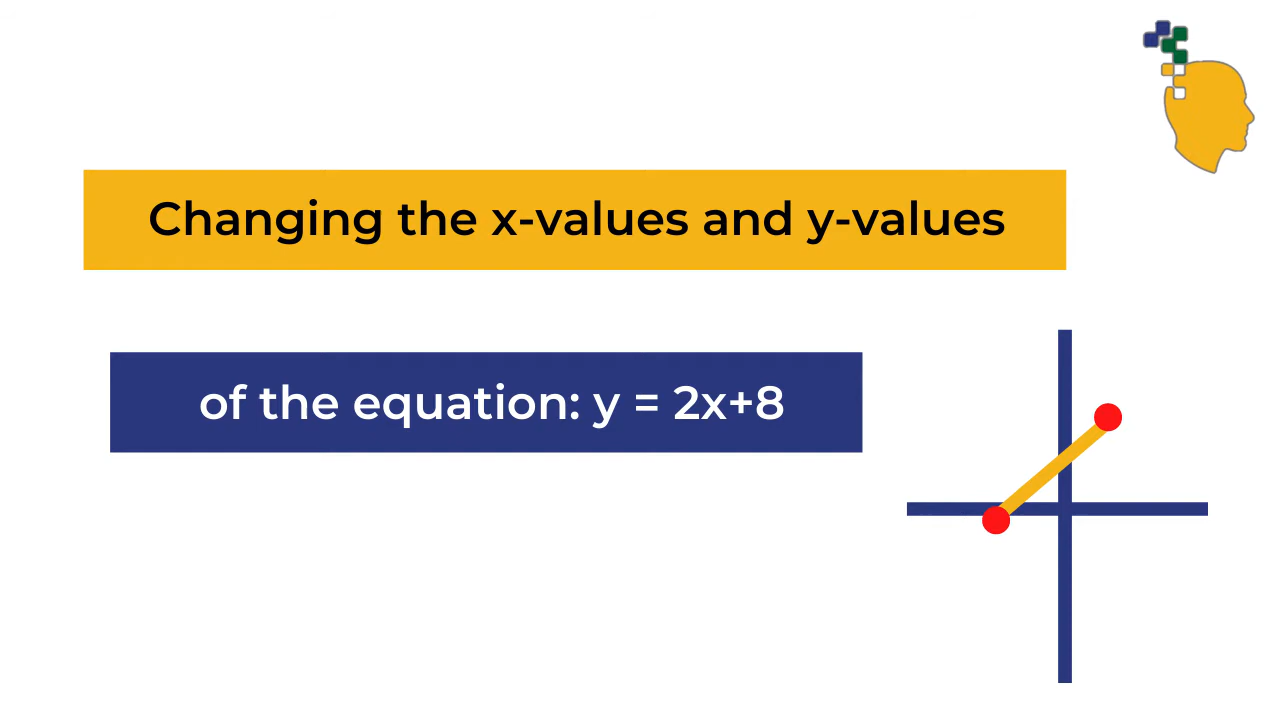 Changing the x-values and y-values
of the equation: y = 2x+8